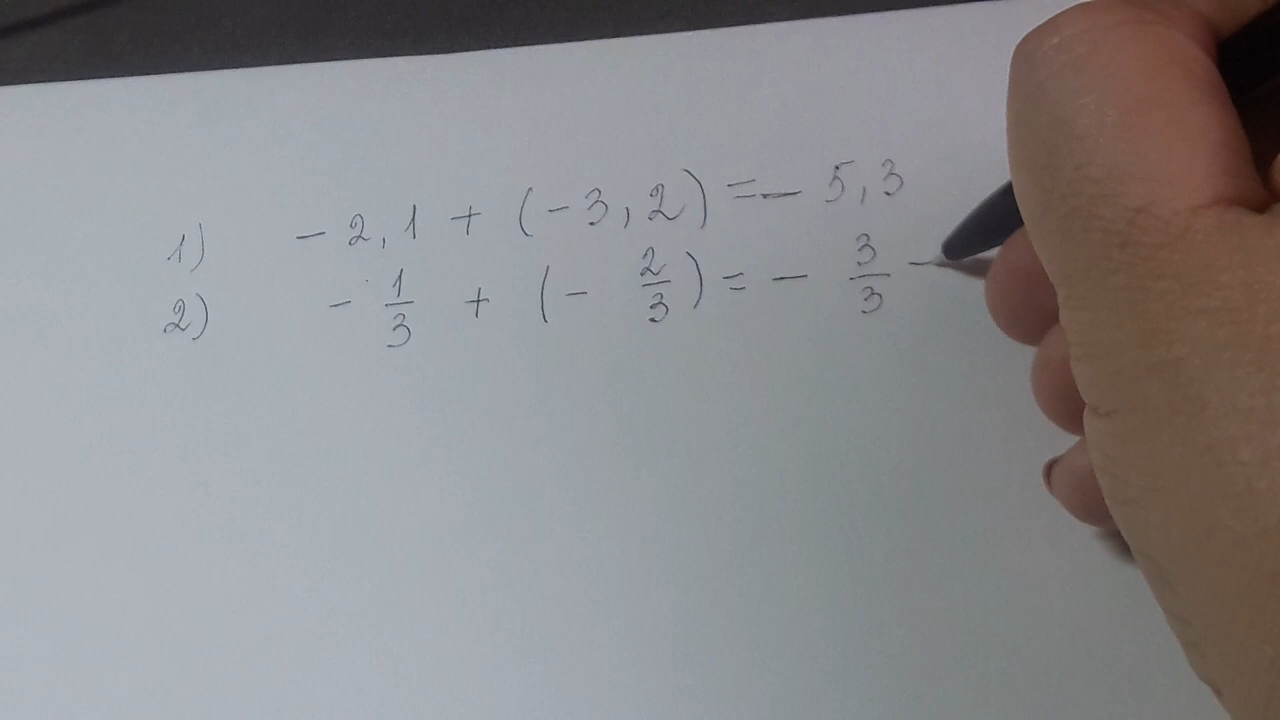 1) - 2,1 + (-3,2) = - 5,3
2) - 1/3 + (- 2/3) = - 3/3 -